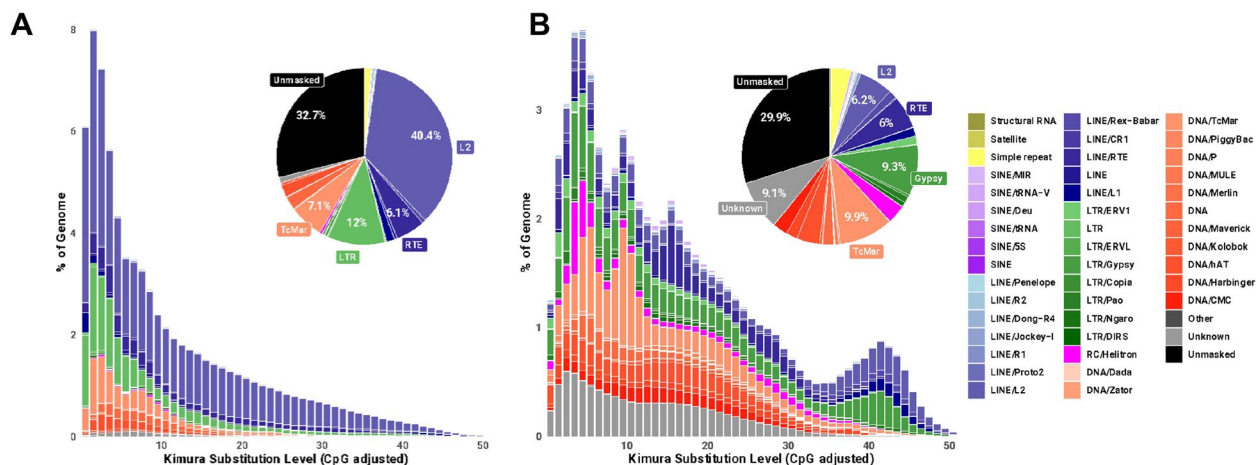 A
% of Genome
8
6
4
2
0
10
20
30
40
50
Kimura Substitution Level (CpG adjusted)
Unmasked
32.7%
40.4%
L2
6.1%
RTE
12%
LTR
7.1%
TcMar
B
% of Genome
3
2
1
0
10
20
30
40
50
Kimura Substitution Level (CpG adjusted)
Unmasked
29.9%
L2
6.2%
RTE
6%
9.3%
Gypsy
9.9%
TcMar
9.1%
Unknown
Structural RNA
Satellite
Simple repeat
SINE/MIR
SINE/tRNA-V
SINE/Deu
SINE/tRNA
SINE/5S
SINE
LINE/Penelope
LINE/R2
LINE/Dong-R4
LINE/Jockey-I
LINE/R1
LINE/Proto2
LINE/L2
LINE/Rex-Babar
LINE/CR1
LINE/RTE
LINE
LINE/L1
LTR/ERV1
LTR
LTR/ERVL
LTR/Gypsy
LTR/Copia
LTR/Pao
LTR/Ngaro
LTR/DIRS
RC/Helitron
DNA/Dada
DNA/Zator
DNA/TcMar
DNA/PiggyBac
DNA/P
DNA/MULE
DNA/Merlin
DNA
DNA/Maverick
DNA/Kolobok
DNA/hAT
DNA/Harbinger
DNA/CMC
Other
Unknown
Unmasked